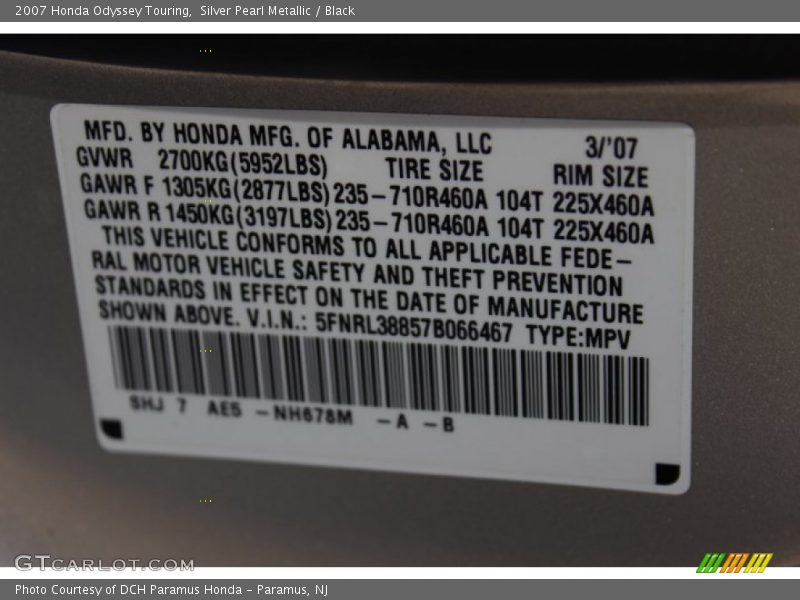 2007 Honda Odyssey Touring,  Silver Pearl Metallic / Black
MFD. BY HONDA MFG. OF ALABAMA, LLC 3/'07
GVWR 2700KG(5952LBS) TIRE SIZE RIM SIZE
GAWR F 1305KG(2877LBS) 235-710R460A 104T 225X460A
GAWR R 1450KG(3197LBS) 235-710R460A 104T 225X460A
THIS VEHICLE CONFORMS TO ALL APPLICABLE FEDE-
RAL MOTOR VEHICLE SAFETY AND THEFT PREVENTION
STANDARDS IN EFFECT ON THE DATE OF MANUFACTURE
SHOWN ABOVE. V.I.N.: 5FNRL38857B066467 TYPE:MPV
SHJ 7 AE5 -NH678M -A -B
GTCARLOT.COM
Photo Courtesy of DCH Paramus Honda - Paramus, NJ